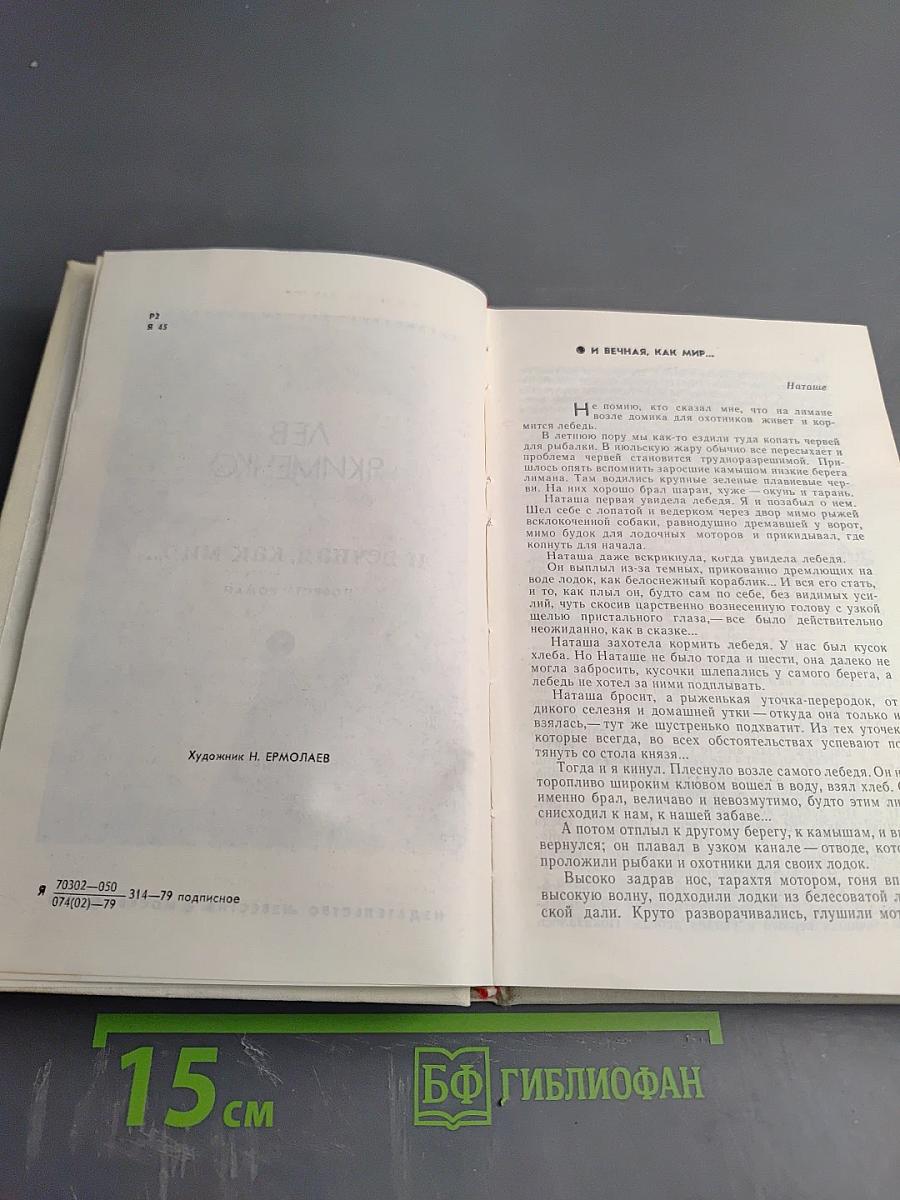 Р2
Я 45
Художник Н. ЕРМОЛАЕВ
Я 70302—050 314—79 подписное
074(02)—79
И ВЕЧНАЯ, КАК МИР...
Наташе
Не помню, кто сказал мне, что на лимане
возле домика для охотников живет и кор-
мится лебедь.
В летнюю пору мы как-то ездили туда копать червей
для рыбалки. В июльскую жару обычно все пересыхает и
проблема червей становится трудноразрешимой. При-
шлось опять вспомнить заросшие камышом низкие берега
лимана. Там водились крупные зеленые плавневые чер-
ви. На них хорошо брал шаран, хуже — окунь и тарань.
Наташа первая увидела лебедя. Я и позабыл о нем.
Шел себе с лопатой и ведерком через двор мимо рыжей
всклокоченной собаки, равнодушно дремавшей у ворот,
мимо будок для лодочных моторов и прикидывал, где
копнуть для начала.
Наташа даже вскрикнула, когда увидела лебедя.
Он выплыл из-за темных, прикованно дремлющих на
воде лодок, как белоснежный кораблик... И вся его стать,
и то, как плыл он, будто сам по себе, без видимых уси-
лий, чуть скосив царственно вознесенную голову с узкой
щелью пристального глаза,— все было действительно
неожиданно, как в сказке...
Наташа захотела кормить лебедя. У нас был кусок
хлеба. Но Наташе не было тогда и шести, она далеко не
могла забросить, кусочки шлепались у самого берега, а
лебедь не хотел за ними подплывать.
Наташа бросит, а рыженькая уточка-переродок, от
дикого селезня и домашней утки — откуда она только и
взялась,— тут же шустренько подхватит. Из тех уточек
которые всегда, во всех обстоятельствах успевают по
тянуть со стола князя...
Тогда и я кинул. Плеснуло возле самого лебедя. Он н
торопливо широким клювом вошел в воду, взял хлеб.
именно брал, величаво и невозмутимо, будто этим ли
снисходил к нам, к нашей забаве...
А потом отплыл к другому берегу, к камышам, и
вернулся; он плавал в узком канале — отводе, кото
проложили рыбаки и охотники для своих лодок.
Высоко задрав нос, тарахтя мотором, гоня вп
высокую волну, подходили лодки из белесоватой л
ской дали. Круто разворачивались, глушили мот
15 см
БФ ГИБЛИОФАН